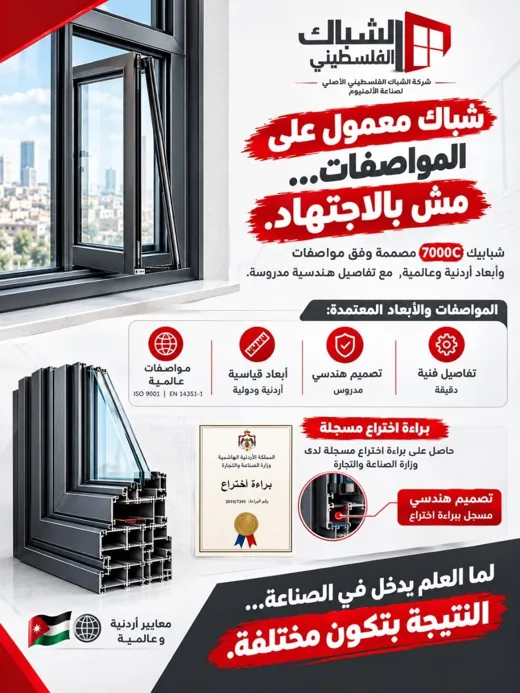 الشباك
الفلسطيني
شركة الشباك الفلسطيني الأصلي
لصناعة الألمنيوم
شباك معمول على
المواصفات...
مش بالاجتهاد.
شبابيك 7000C مصممة وفق مواصفات
وأبعاد أردنية وعالمية, مع تفاصيل هندسية مدروسة.
المواصفات والأبعاد المعتمدة:
تفاصيل فنية
دقيقة
تصميم هندسي
مدروس
أبعاد قياسية
أردنية ودولية
مواصفات
عالمية
ISO 9001 | EN 14351-1
براءة اختراع مسجلة
حاصل على براءة اختراع مسجلة لدى
وزارة الصناعة والتجارة
المملكة الأردنية الهاشمية
وزارة الصناعة والتجارة
براءة أختراع
تصميم هندسي
مسجل ببراءة اختراع
لما العلم يدخل في الصناعة...
النتيجة بتكون مختلفة.
معايير أردنية
وعالمية